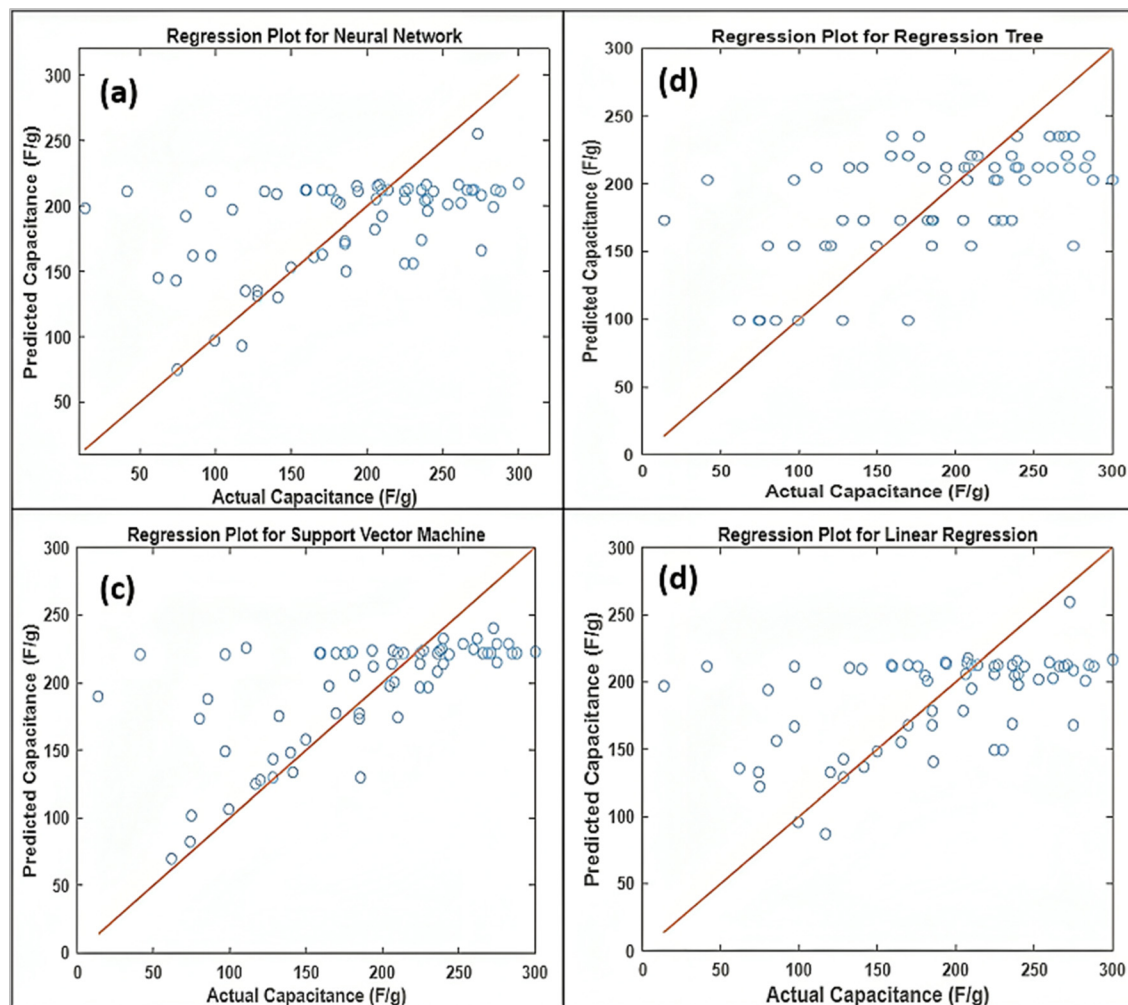 Regression Plot for Neural Network
(a)
300
250
200
150
100
50
Predicted Capacitance (F/g)
50 100 150 200 250 300
Actual Capacitance (F/g)
Regression Plot for Regression Tree
(d)
300
250
200
150
100
50
0
Predicted Capacitance (F/g)
0 50 100 150 200 250 300
Actual Capacitance (F/g)
Regression Plot for Support Vector Machine
(c)
300
250
200
150
100
50
0
Predicted Capacitance (F/g)
0 50 100 150 200 250 300
Actual Capacitance (F/g)
Regression Plot for Linear Regression
(d)
300
250
200
150
100
50
0
Predicted Capacitance (F/g)
0 50 100 150 200 250 300
Actual Capacitance (F/g)